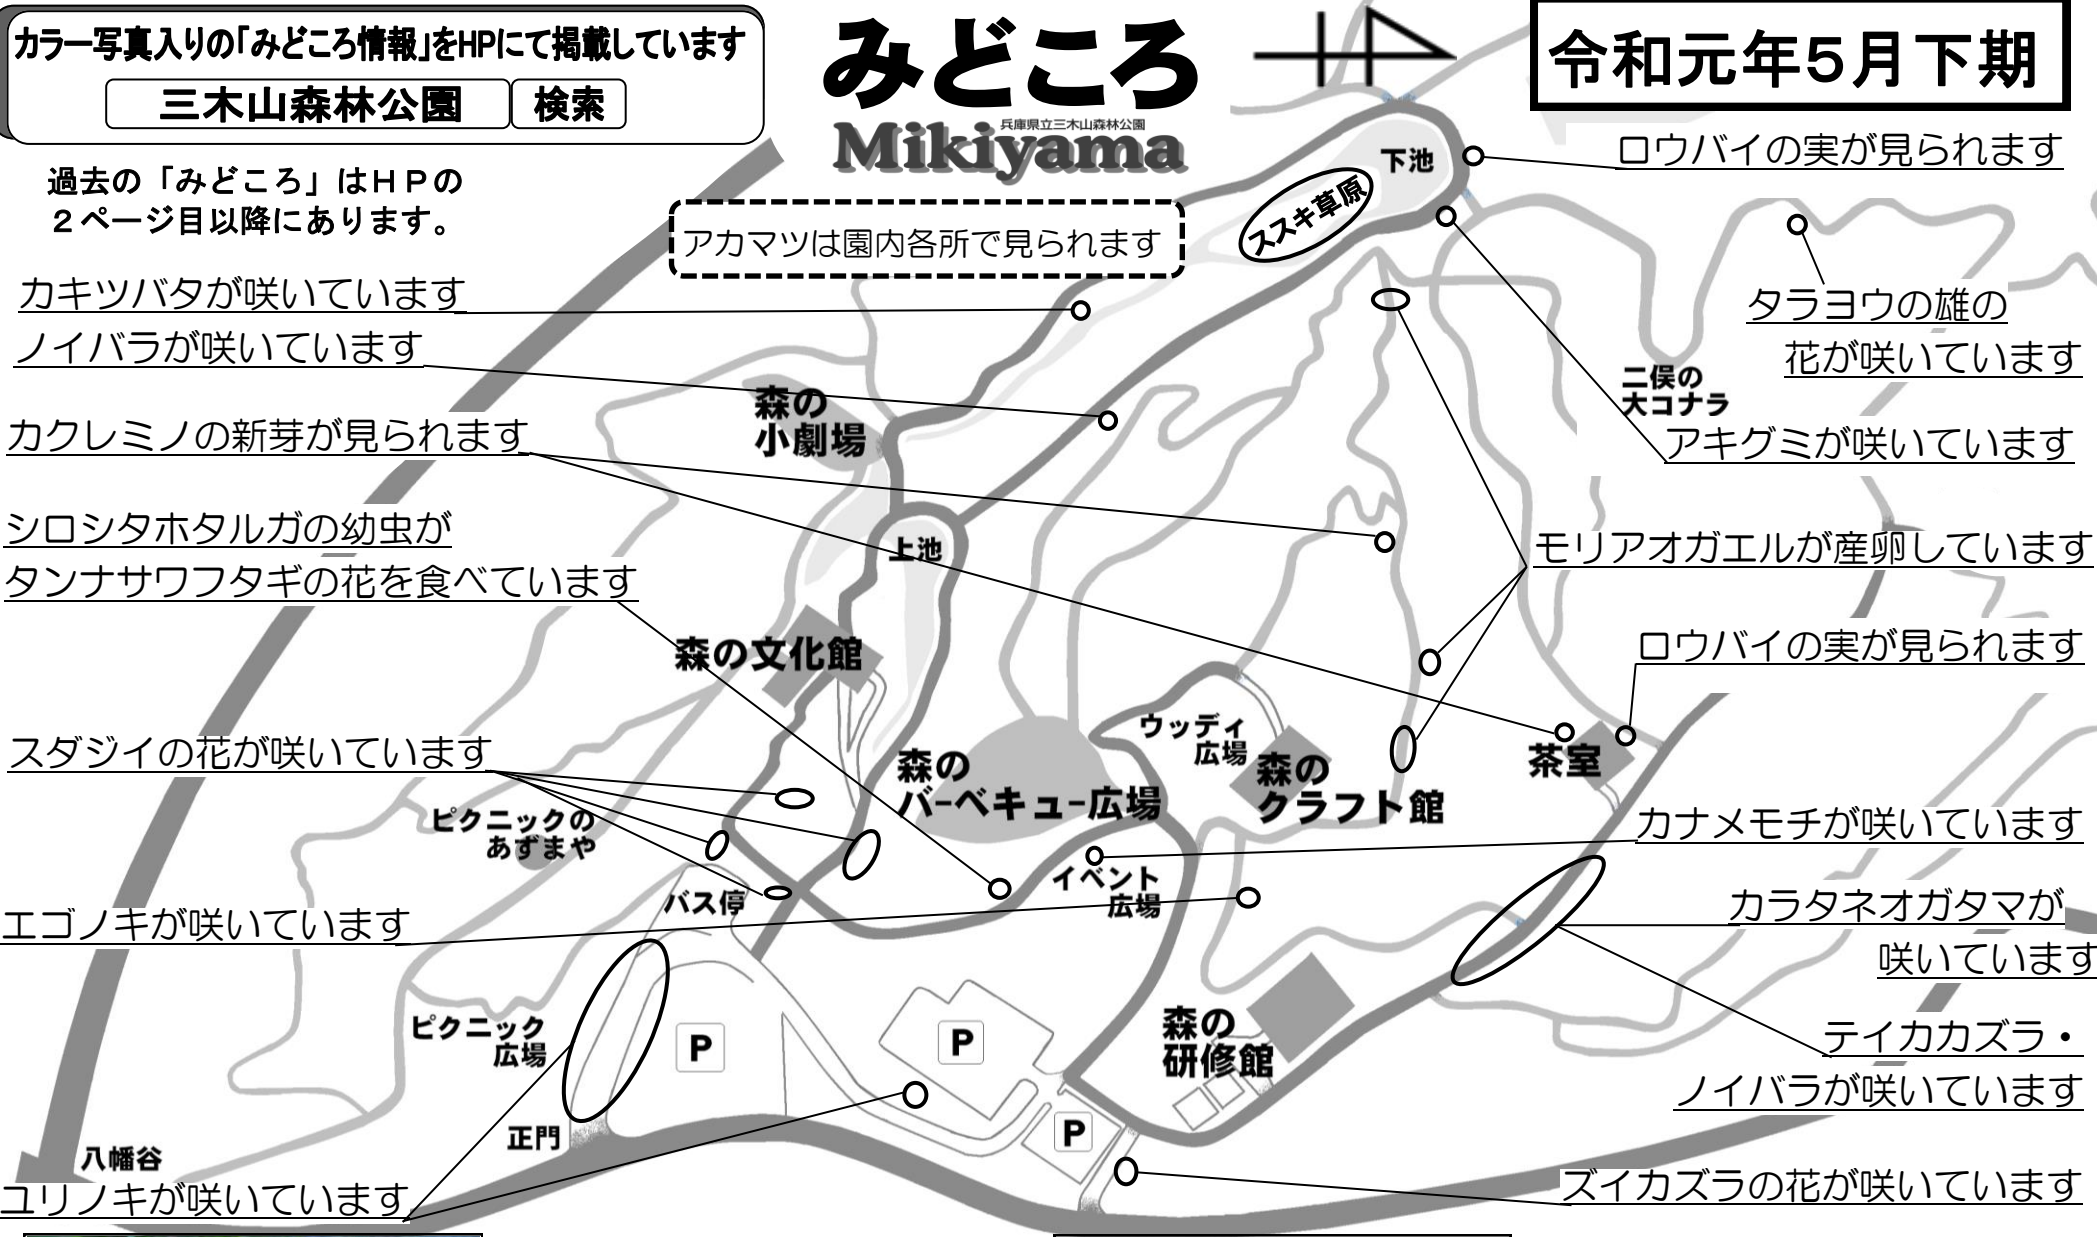 カラー写真入りの「みどころ情報」をHPにて掲載しています
三木山森林公園 検索
みどころ
兵庫県立三木山森林公園
Mikiyama
令和元年5月下期
過去の「みどころ」はＨＰの
２ページ目以降にあります。
アカマツは園内各所で見られます
ススキ草原
下池
ロウバイの実が見られます
カキツバタが咲いています
タラヨウの雄の
花が咲いています
ノイバラが咲いています
二俣の
大コナラ
森の
小劇場
カクレミノの新芽が見られます
アキグミが咲いています
シロシタホタルガの幼虫が
タンナサワフタギの花を食べています
上池
モリアオガエルが産卵しています
森の文化館
ロウバイの実が見られます
スダジイの花が咲いています
ウッディ
広場
茶室
森の
バーベキュー広場
森の
クラフト館
ピクニックの
あずまや
カナメモチが咲いています
イベント
広場
バス停
エゴノキが咲いています
カラタネオガタマが
咲いています
ピクニック
広場
P
P
森の
研修館
テイカカズラ・
ノイバラが咲いています
正門
P
八幡谷
ユリノキが咲いています
ズイカズラの花が咲いています